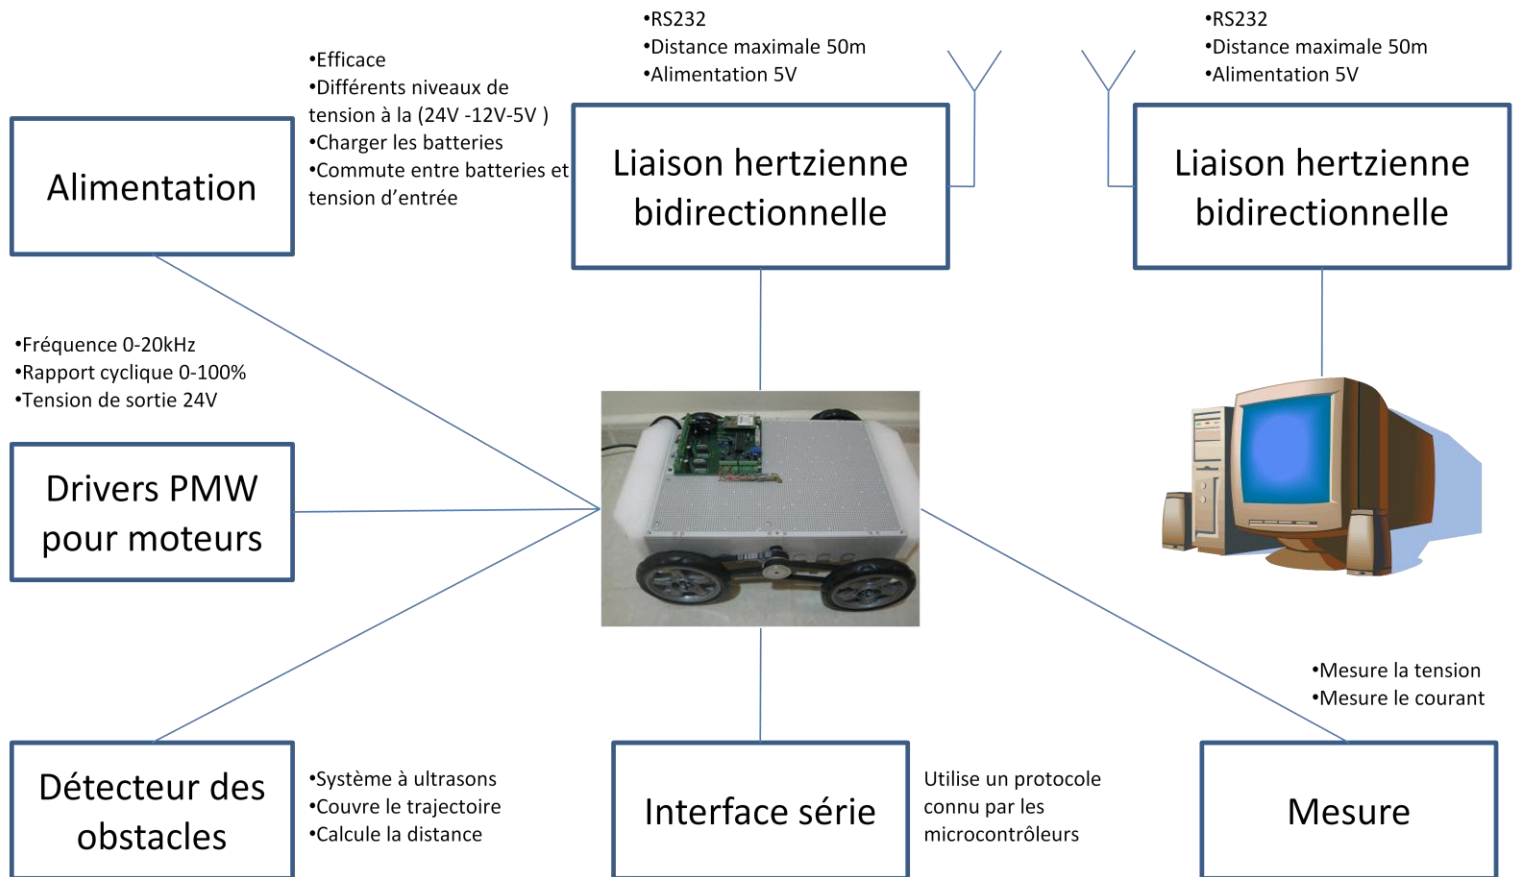 •RS232
•Distance maximale 50m
•Alimentation 5V
•RS232
•Distance maximale 50m
•Alimentation 5V
•Efficace
•Différents niveaux de
tension à la (24V -12V-5V )
•Charger les batteries
•Commute entre batteries et
tension d’entrée
Alimentation
Liaison hertzienne
bidirectionnelle
Liaison hertzienne
bidirectionnelle
•Fréquence 0-20kHz
•Rapport cyclique 0-100%
•Tension de sortie 24V
Drivers PMW
pour moteurs
•Mesure la tension
•Mesure le courant
Détecteur des
obstacles
•Système à ultrasons
•Couvre le trajectoire
•Calcule la distance
Interface série
Utilise un protocole
connu par les
microcontrôleurs
Mesure